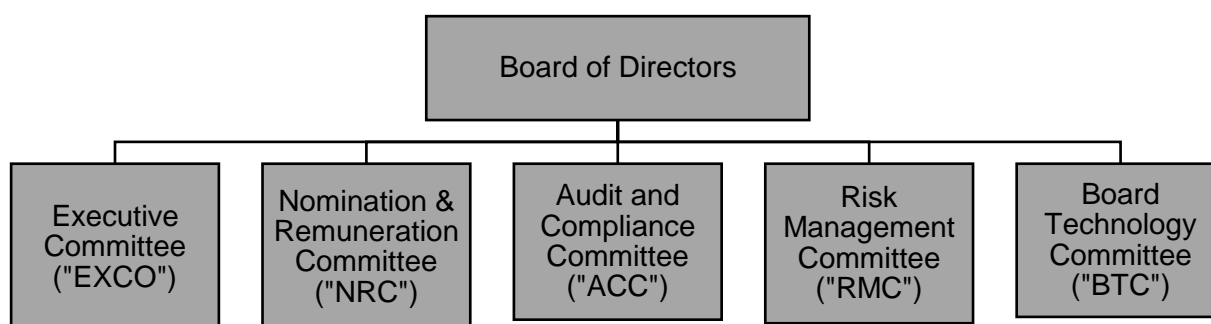 Board of Directors
Executive
Committee
("EXCO")
Nomination &
Remuneration
Committee
("NRC")
Audit and
Compliance
Committee
("ACC")
Risk
Management
Committee
("RMC")
Board
Technology
Committee
("BTC")